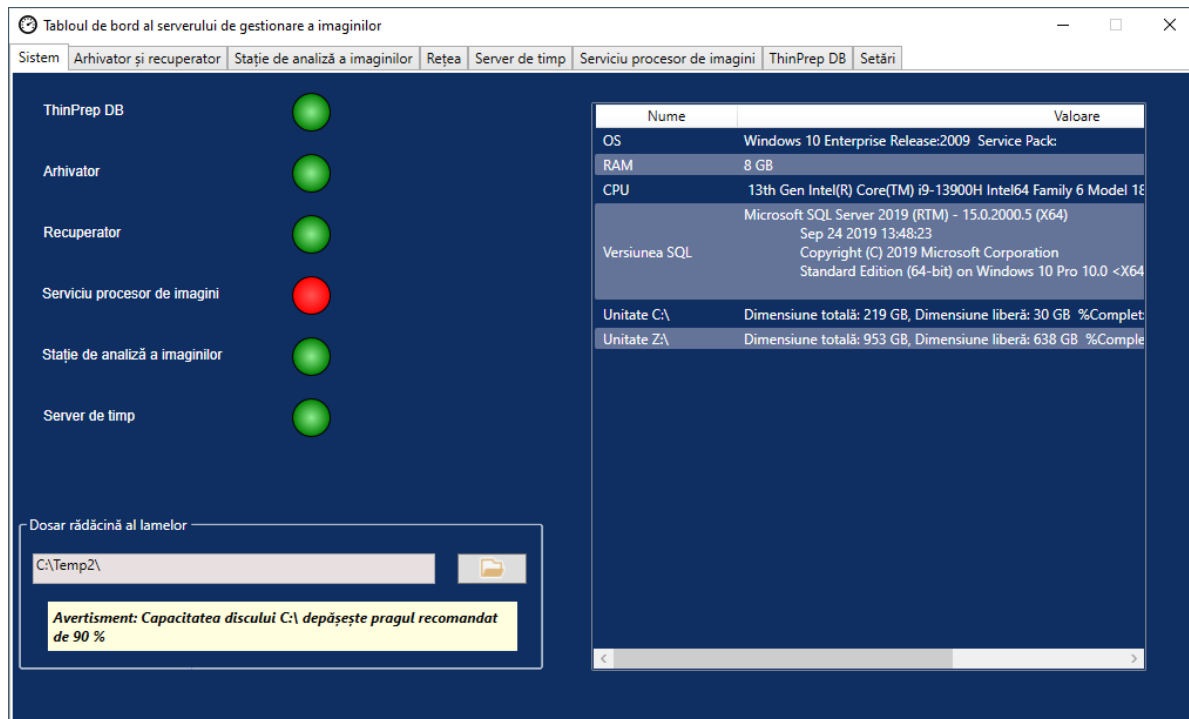 Tabloul de bord al serverului de gestionare a imaginilor
Sistem Arhivator și recuperator Stație de analiză a imaginilor Rețea Server de timp Serviciu procesor de imagini ThinPrep DB Setări
ThinPrep DB
Arhivator
Recuperator
Serviciu procesor de imagini
Stație de analiză a imaginilor
Server de timp
Dosar rădăcină al lamelor
C:\Temp2\
Avertisment: Capacitatea discului C:\ depășește pragul recomandat
de 90 %
Nume Valoare
OS Windows 10 Enterprise Release:2009 Service Pack:
RAM 8 GB
CPU 13th Gen Intel(R) Core(TM) i9-13900H Intel64 Family 6 Model 18
Versiunea SQL Microsoft SQL Server 2019 (RTM) - 15.0.2000.5 (X64)
Sep 24 2019 13:48:23
Copyright (C) 2019 Microsoft Corporation
Standard Edition (64-bit) on Windows 10 Pro 10.0 <X64
Unitate C:\ Dimensiune totală: 219 GB, Dimensiune liberă: 30 GB %Complet:
Unitate Z:\ Dimensiune totală: 953 GB, Dimensiune liberă: 638 GB %Comple